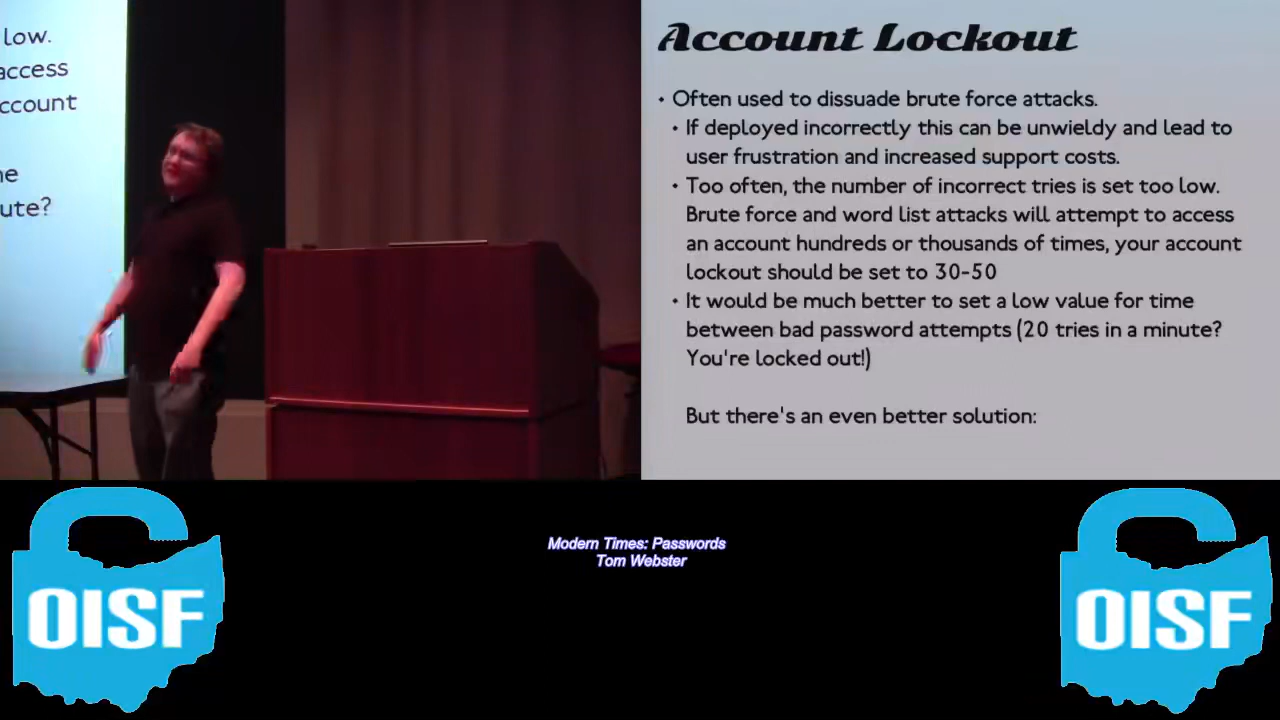 low.
access
ccount
ne
ute?
Account Lockout
• Often used to dissuade brute force attacks.
• If deployed incorrectly this can be unwieldy and lead to
user frustration and increased support costs.
• Too often, the number of incorrect tries is set too low.
Brute force and word list attacks will attempt to access
an account hundreds or thousands of times, your account
lockout should be set to 30-50
• It would be much better to set a low value for time
between bad password attempts (20 tries in a minute?
You're locked out!)
But there's an even better solution:
Modern Times: Passwords
Tom Webster
OISF
OISF